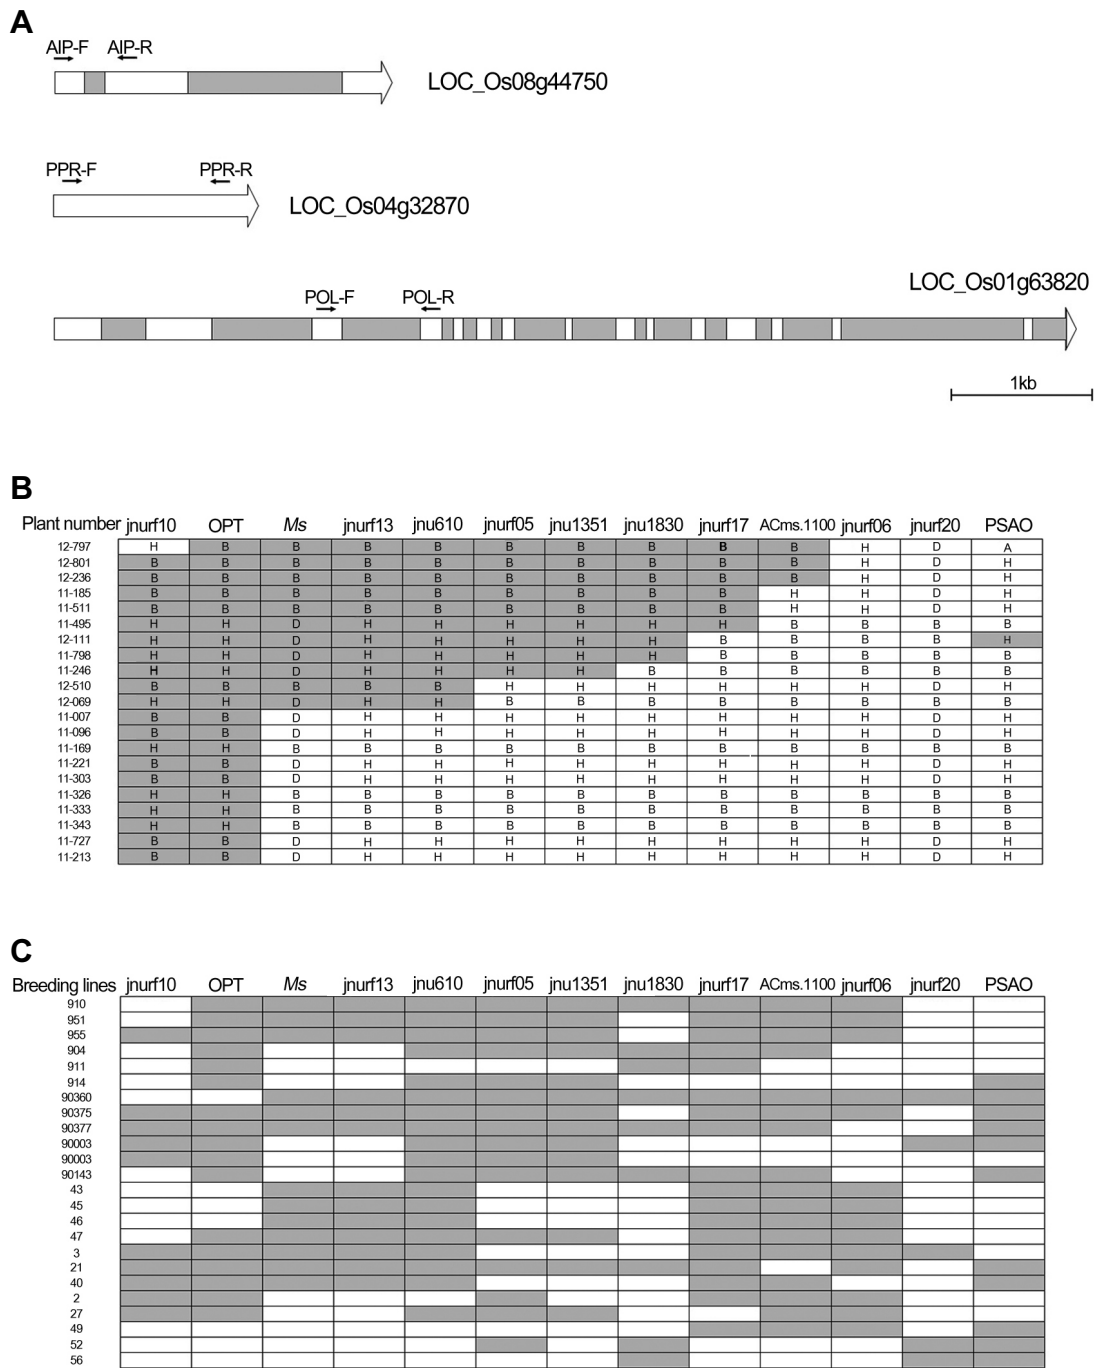 A
AIP-F AIP-R
LOC_Os08g44750
PPR-F PPR-R
LOC_Os04g32870
LOC_Os01g63820
POL-F POL-R
1kb
B
Plant number jnurf10 OPT Ms jnurf13 jnu610 jnurf05 jnu1351 jnu1830 jnurf17 ACms.1100 jnurf06 jnurf20 PSAO
12-797 H B B B B B B B B B H D A
12-801 B B B B B B B B B B H D H
12-236 B B B B B B B B B B H D H
11-185 B B B B B B B B B H H D H
11-511 B B B B B B B B B H H D H
11-495 H H D H H H H H H B B B B
12-111 H H D H H H H H B B B B H
11-798 H H D H H H H H B B B B B
11-246 H H D H H H H B B B B B B
12-510 B B B B B H H H H H H D H
12-069 H H D H H B B B B B B B B
11-007 B B D H H H H H H H H D H
11-096 B B D H H H H H H H H D H
11-169 H H B B B B B B B B B B B
11-221 B B D H H H H H H H H D H
11-303 B B D H H H H H H H H D H
11-326 H H B B B B B B B B B B B
11-333 H H B B B B B B B B B B B
11-343 H H B B B B B B B B B B B
11-727 B B D H H H H H H H H D H
11-213 B B D H H H H H H H H D H
C
Breeding lines jnurf10 OPT Ms jnurf13 jnu610 jnurf05 jnu1351 jnu1830 jnurf17 ACms.1100 jnurf06 jnurf20 PSAO
910
951
955
904
911
914
90360
90375
90377
90003
90003
90143
43
45
46
47
3
21
40
2
27
49
52
56